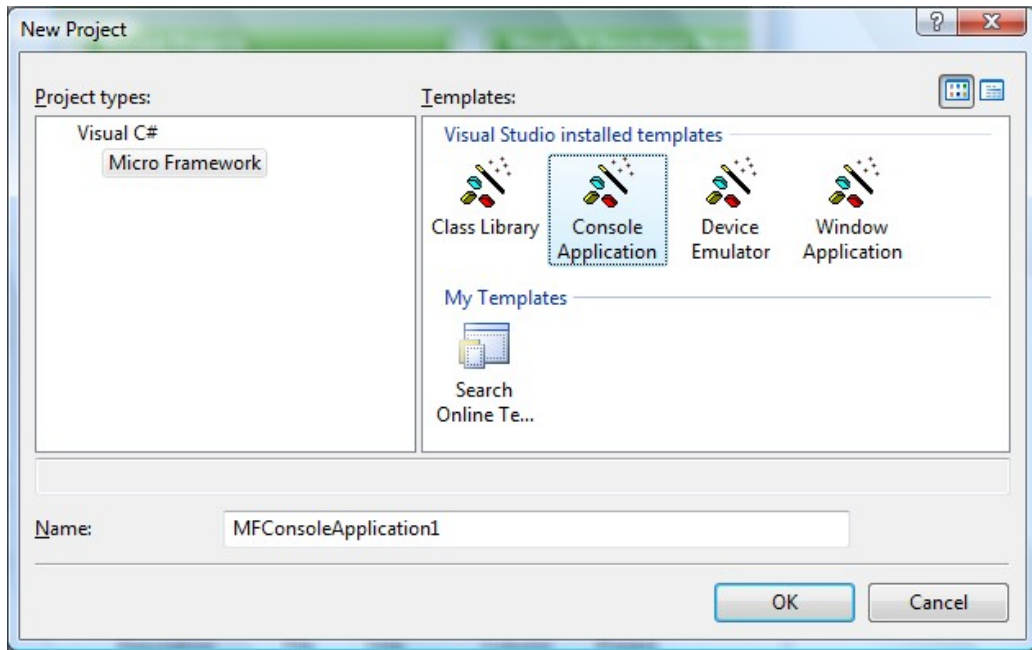 New Project
Project types:
Templates:
Visual C#
Micro Framework
Visual Studio installed templates
Class Library
Console
Application
Device
Emulator
Window
Application
My Templates
Search
Online Te...
Name:
MFConsoleApplication1
OK
Cancel